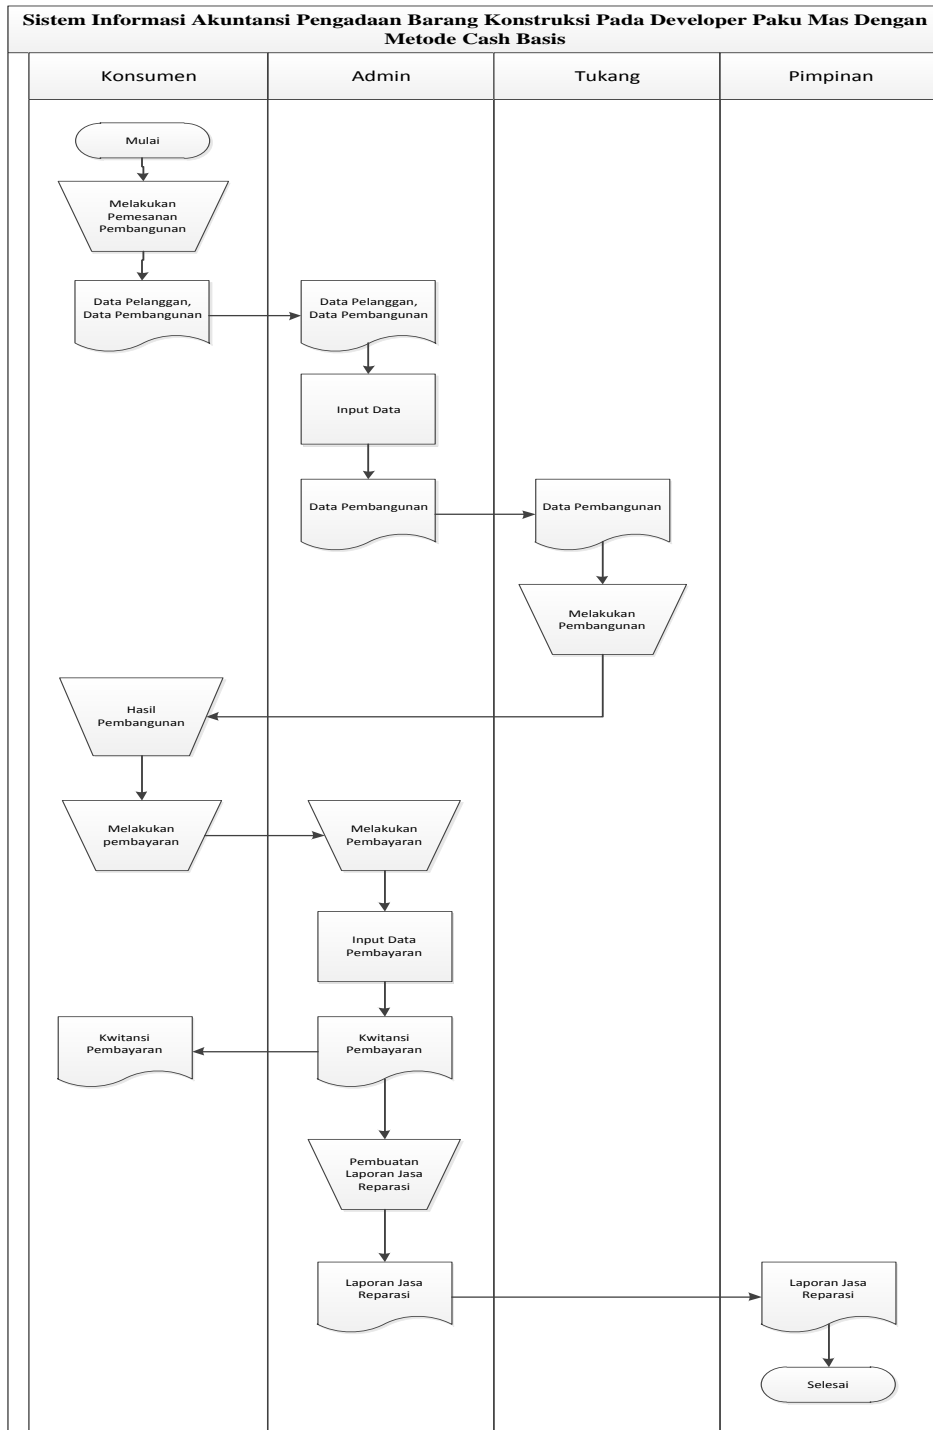 Sistem Informasi Akuntansi Pengadaan Barang Konstruksi Pada Developer Paku Mas Dengan
Metode Cash Basis
Konsumen
Admin
Tukang
Pimpinan
Mulai
Melakukan
Pemesanan
Pembangunan
Data Pelanggan,
Data Pembangunan
Data Pelanggan,
Data Pembangunan
Input Data
Data Pembangunan
Data Pembangunan
Melakukan
Pembangunan
Hasil
Pembangunan
Melakukan
pembayaran
Melakukan
Pembayaran
Input Data
Pembayaran
Kwitansi
Pembayaran
Kwitansi
Pembayaran
Pembuatan
Laporan Jasa
Reparasi
Laporan Jasa
Reparasi
Laporan Jasa
Reparasi
Selesai